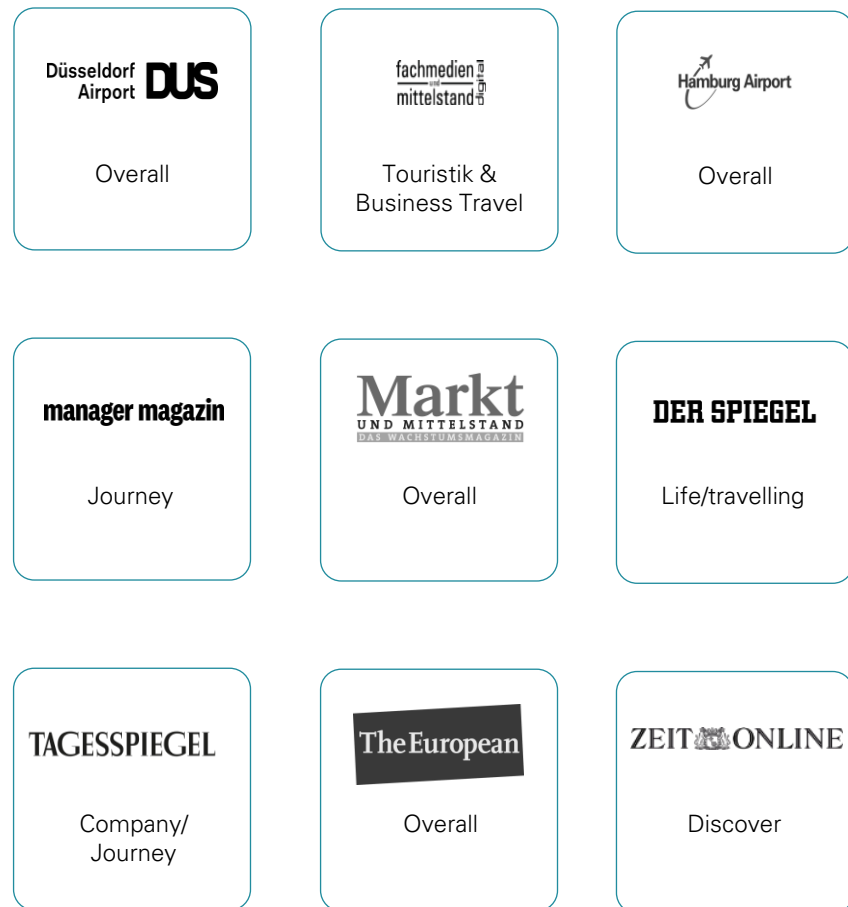 Düsseldorf
Airport DUS
Overall
fachmedien
und
mittelstand
digital
Touristik &
Business Travel
Hamburg Airport
Overall
manager magazin
Journey
Markt
UND MITTELSTAND
DAS WACHSTUMSMAGAZIN
Overall
DER SPIEGEL
Life/travelling
TAGESSPIEGEL
Company/
Journey
The European
Overall
ZEIT ONLINE
Discover